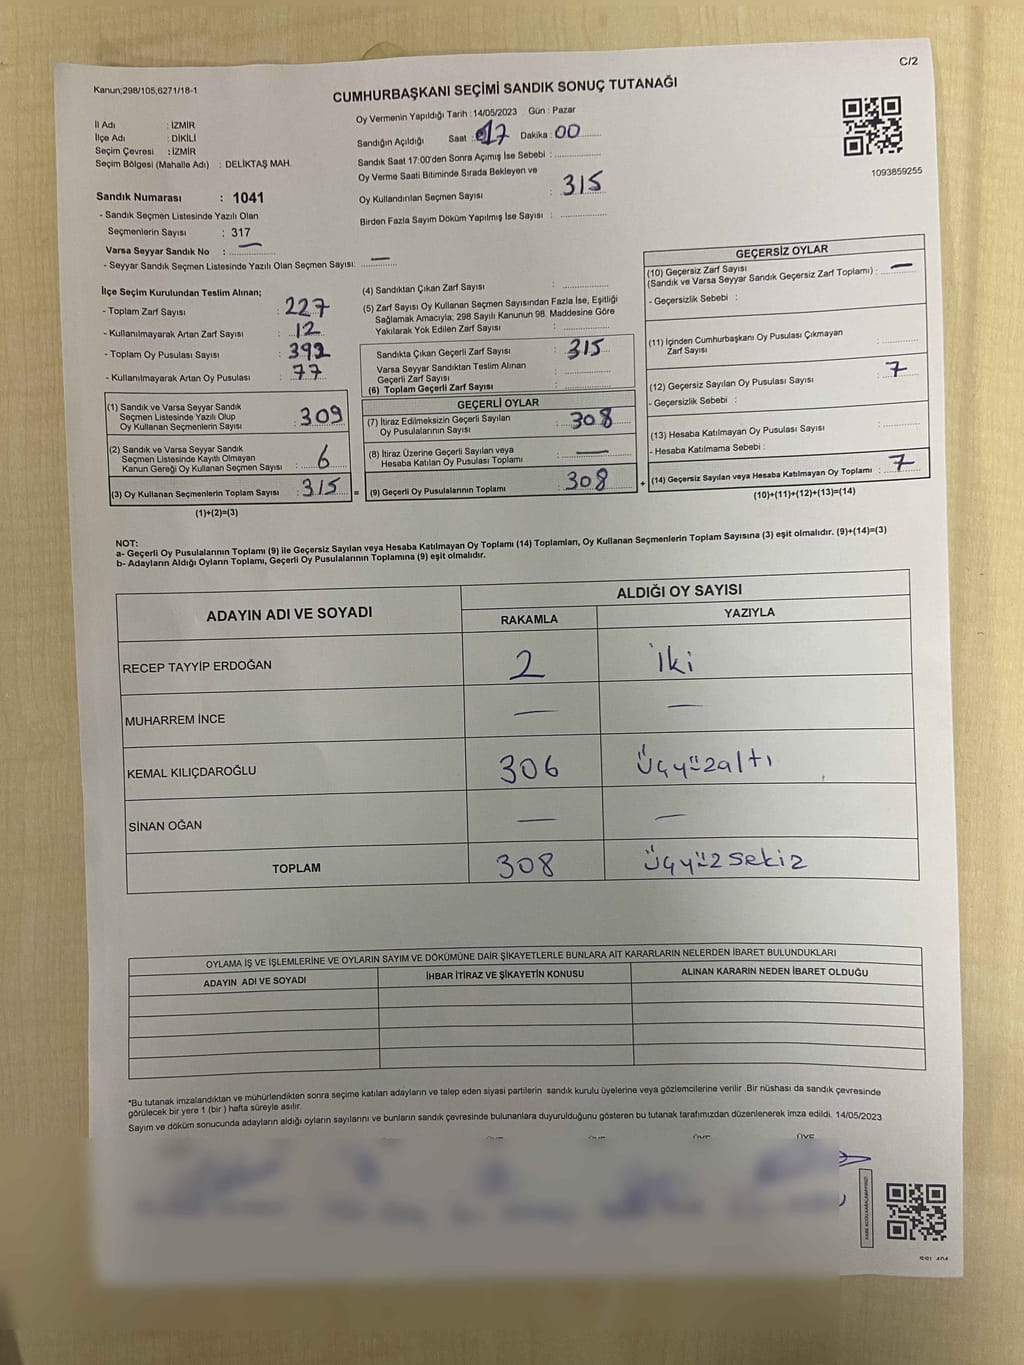 C/2
Kanun;298/105,6271/18-1
CUMHURBAŞKANI SEÇİMİ SANDIK SONUÇ TUTANAĞI
Oy Vermenin Yapıldığı Tarih : 14/05/2023 Gün : Pazar
İl Adı : İZMİR
İlçe Adı : DİKİLİ
Seçim Çevresi : İZMİR
Seçim Bölgesi (Mahalle Adı) : DELİKTAŞ MAH.
Sandığın Açıldığı Saat : 17 Dakika : 00
Sandık Saat 17:00'den Sonra Açımış İse Sebebi :
Oy Verme Saati Bitiminde Sırada Bekleyen ve
Oy Kullandırılan Seçmen Sayısı : 315
Birden Fazla Sayım Döküm Yapılmış İse Sayısı :
1093859255
Sandık Numarası : 1041
- Sandık Seçmen Listesinde Yazılı Olan
Seçmenlerin Sayısı : 317
Varsa Seyyar Sandık No : —
- Seyyar Sandık Seçmen Listesinde Yazılı Olan Seçmen Sayısı: —
İlçe Seçim Kurulundan Teslim Alınan;
- Toplam Zarf Sayısı : 227
- Kullanılmayarak Artan Zarf Sayısı : 12
- Toplam Oy Pusulası Sayısı : 392
- Kullanılmayarak Artan Oy Pusulası : 77
(1) Sandık ve Varsa Seyyar Sandık
Seçmen Listesinde Yazılı Olup
Oy Kullanan Seçmenlerin Sayısı : 309
(2) Sandık ve Varsa Seyyar Sandık
Seçmen Listesinde Kayıtlı Olmayan
Kanun Gereği Oy Kullanan Seçmen Sayısı : 6
(3) Oy Kullanan Seçmenlerin Toplam Sayısı : 315 =
(1)+(2)=(3)
(4) Sandıktan Çıkan Zarf Sayısı :
(5) Zarf Sayısı Oy Kullanan Seçmen Sayısından Fazla İse, Eşitliği
Sağlamak Amacıyla; 298 Sayılı Kanunun 98. Maddesine Göre
Yakılarak Yok Edilen Zarf Sayısı :
Sandıkta Çıkan Geçerli Zarf Sayısı : 315
Varsa Seyyar Sandıktan Teslim Alınan
Geçerli Zarf Sayısı :
(6) Toplam Geçerli Zarf Sayısı :
GEÇERLİ OYLAR
(7) İtiraz Edilmeksizin Geçerli Sayılan
Oy Pusulalarının Sayısı : 308
(8) İtiraz Üzerine Geçerli Sayılan veya
Hesaba Katılan Oy Pusulası Toplamı : —
(9) Geçerli Oy Pusulalarının Toplamı : 308 +
GEÇERSİZ OYLAR
(10) Geçersiz Zarf Sayısı
(Sandık ve Varsa Seyyar Sandık Geçersiz Zarf Toplamı) : —
- Geçersizlik Sebebi :
(11) İçinden Cumhurbaşkanı Oy Pusulası Çıkmayan
Zarf Sayısı :
(12) Geçersiz Sayılan Oy Pusulası Sayısı : 7
- Geçersizlik Sebebi :
(13) Hesaba Katılmayan Oy Pusulası Sayısı :
- Hesaba Katılmama Sebebi :
(14) Geçersiz Sayılan veya Hesaba Katılmayan Oy Toplamı : 7
(10)+(11)+(12)+(13)=(14)
NOT:
a- Geçerli Oy Pusulalarının Toplamı (9) ile Geçersiz Sayılan veya Hesaba Katılmayan Oy Toplamı (14) Toplamları, Oy Kullanan Seçmenlerin Toplam Sayısına (3) eşit olmalıdır. (9)+(14)=(3)
b- Adayların Aldığı Oyların Toplamı, Geçerli Oy Pusulalarının Toplamına (9) eşit olmalıdır.
ADAYIN ADI VE SOYADI
ALDIĞI OY SAYISI
RAKAMLA YAZIYLA
RECEP TAYYİP ERDOĞAN 2 İki
MUHARREM İNCE — —
KEMAL KILIÇDAROĞLU 306 Üçyüzaltı
SİNAN OĞAN — —
TOPLAM 308 Üçyüzsekiz
OYLAMA İŞ VE İŞLEMLERİNE VE OYLARIN SAYIM VE DÖKÜMÜNE DAİR ŞİKAYETLERLE BUNLARA AİT KARARLARIN NELERDEN İBARET BULUNDUKLARI
ADAYIN ADI VE SOYADI İHBAR İTİRAZ VE ŞİKAYETİN KONUSU ALINAN KARARIN NEDEN İBARET OLDUĞU
*Bu tutanak imzalandıktan ve mühürlendikten sonra seçime katılan adayların ve talep eden siyasi partilerin sandık kurulu üyelerine veya gözlemcilerine verilir .Bir nüshası da sandık çevresinde
görülecek bir yere 1 (bir ) hafta süreyle asılır.
Sayım ve döküm sonucunda adayların aldığı oyların sayılarını ve bunların sandık çevresinde bulunanlara duyurulduğunu gösteren bu tutanak tarafımızdan düzenlenerek imza edildi. 14/05/2023